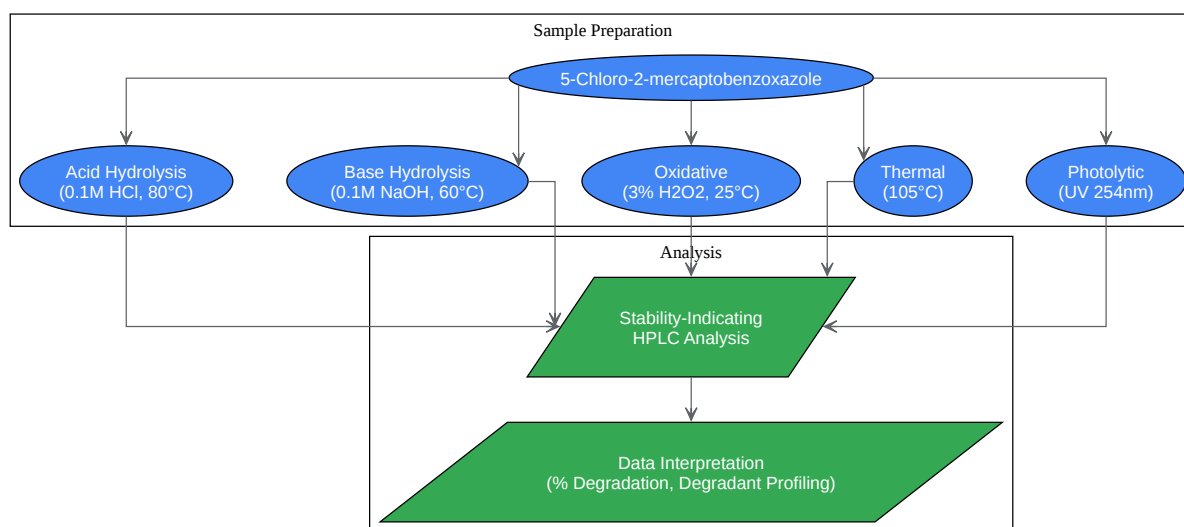 Sample Preparation
5-Chloro-2-mercaptobenzoxazole
Acid Hydrolysis
(0.1M HCl, 80°C)
Base Hydrolysis
(0.1M NaOH, 60°C)
Oxidative
(3% H2O2, 25°C)
Thermal
(105°C)
Photolytic
(UV 254nm)
Analysis
Stability-Indicating
HPLC Analysis
Data Interpretation
(% Degradation, Degradant Profiling)